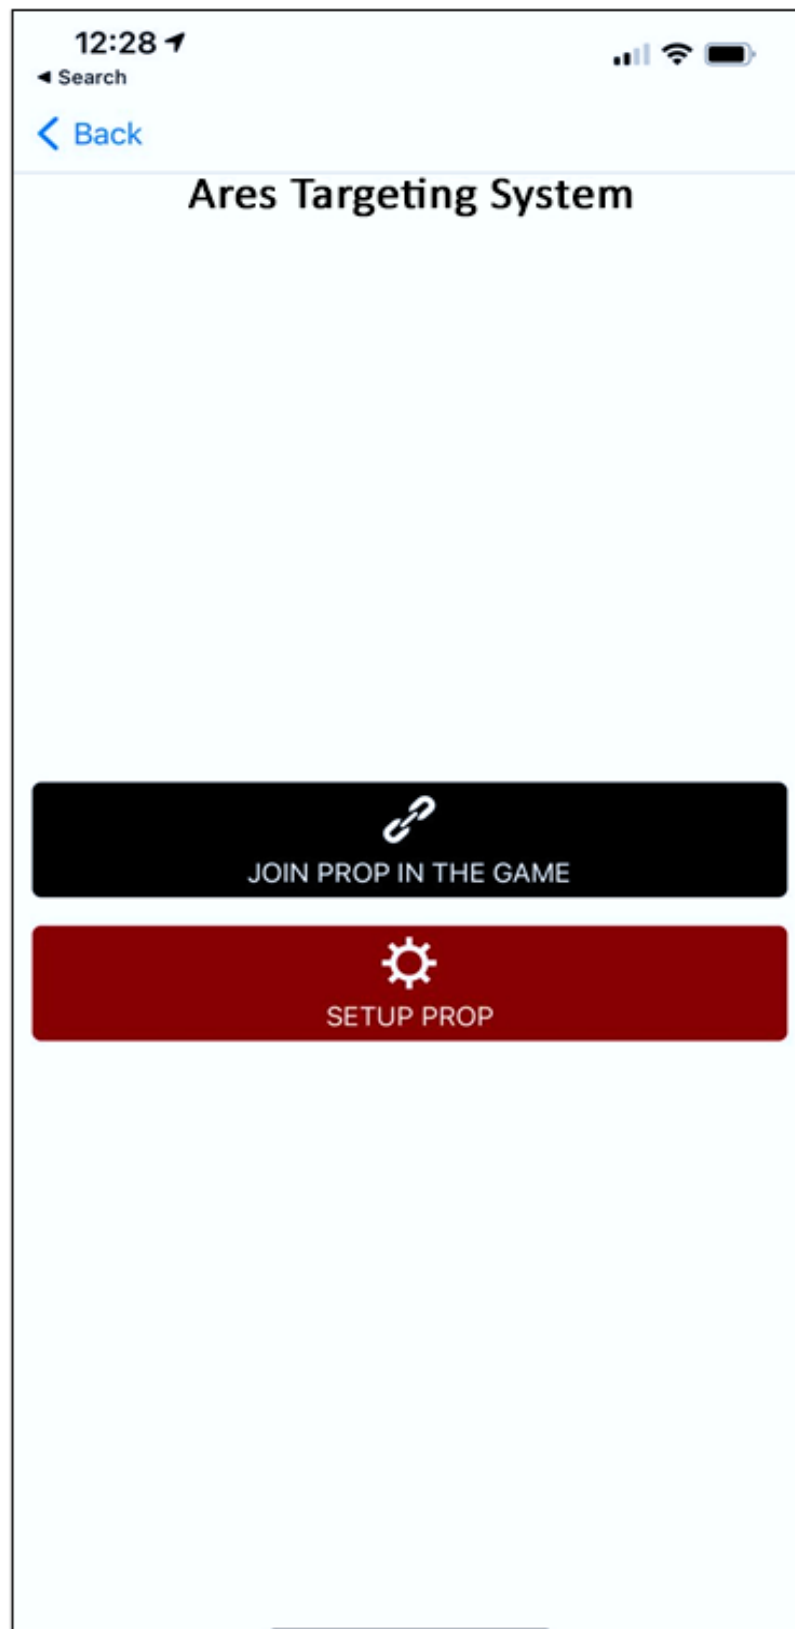 12:28
Search
Back
Ares Targeting System
JOIN PROP IN THE GAME
SETUP PROP